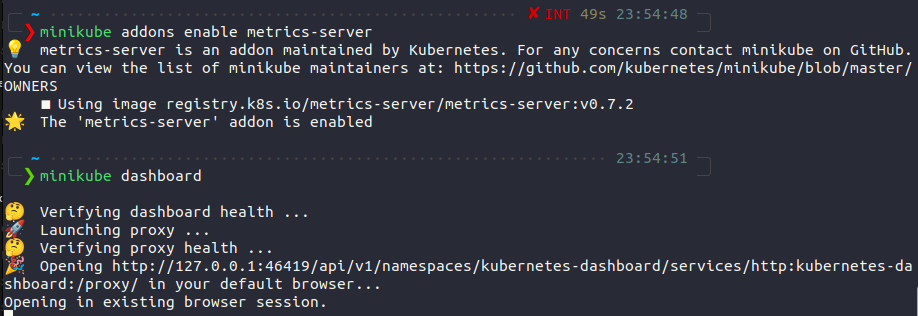 ~ ✘ INT 49s 23:54:48
❯ minikube addons enable metrics-server
💡 metrics-server is an addon maintained by Kubernetes. For any concerns contact minikube on GitHub.
You can view the list of minikube maintainers at: https://github.com/kubernetes/minikube/blob/master/
OWNERS
■ Using image registry.k8s.io/metrics-server/metrics-server:v0.7.2
🌟 The 'metrics-server' addon is enabled
~ 23:54:51
❯ minikube dashboard
🤔 Verifying dashboard health ...
🚀 Launching proxy ...
🤔 Verifying proxy health ...
🎉 Opening http://127.0.0.1:46419/api/v1/namespaces/kubernetes-dashboard/services/http:kubernetes-da
shboard:/proxy/ in your default browser...
Opening in existing browser session.